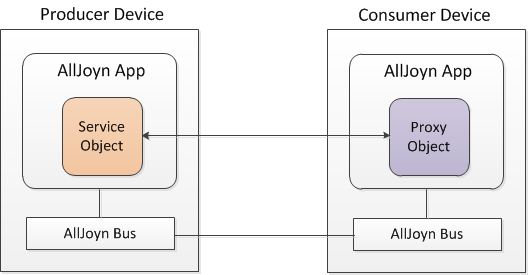 Producer Device
Consumer Device
AllJoyn App
AllJoyn App
Service
Object
Proxy
Object
AllJoyn Bus
AllJoyn Bus